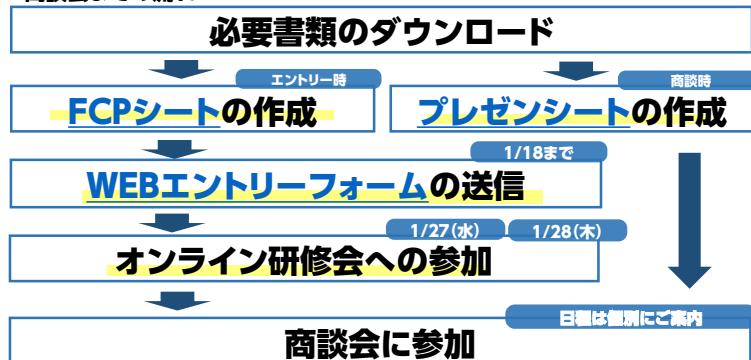 必要書類のダウンロード
エントリー時
FCPシートの作成
商談時
プレゼンシートの作成
1/18まで
WEBエントリーフォームの送信
1/27(水)
1/28(木)
オンライン研修会への参加
日程は個別にご案内
商談会に参加